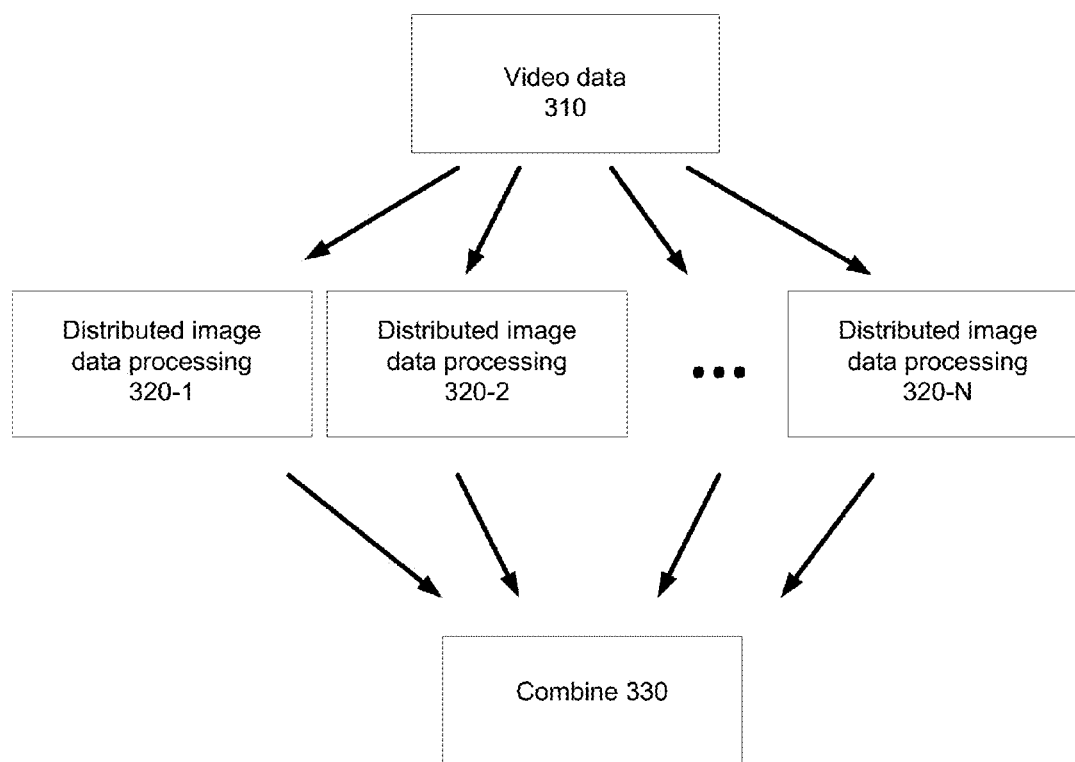 Video data
310
Distributed image
data processing
320-1
Distributed image
data processing
320-2
...
Distributed image
data processing
320-N
Combine 330